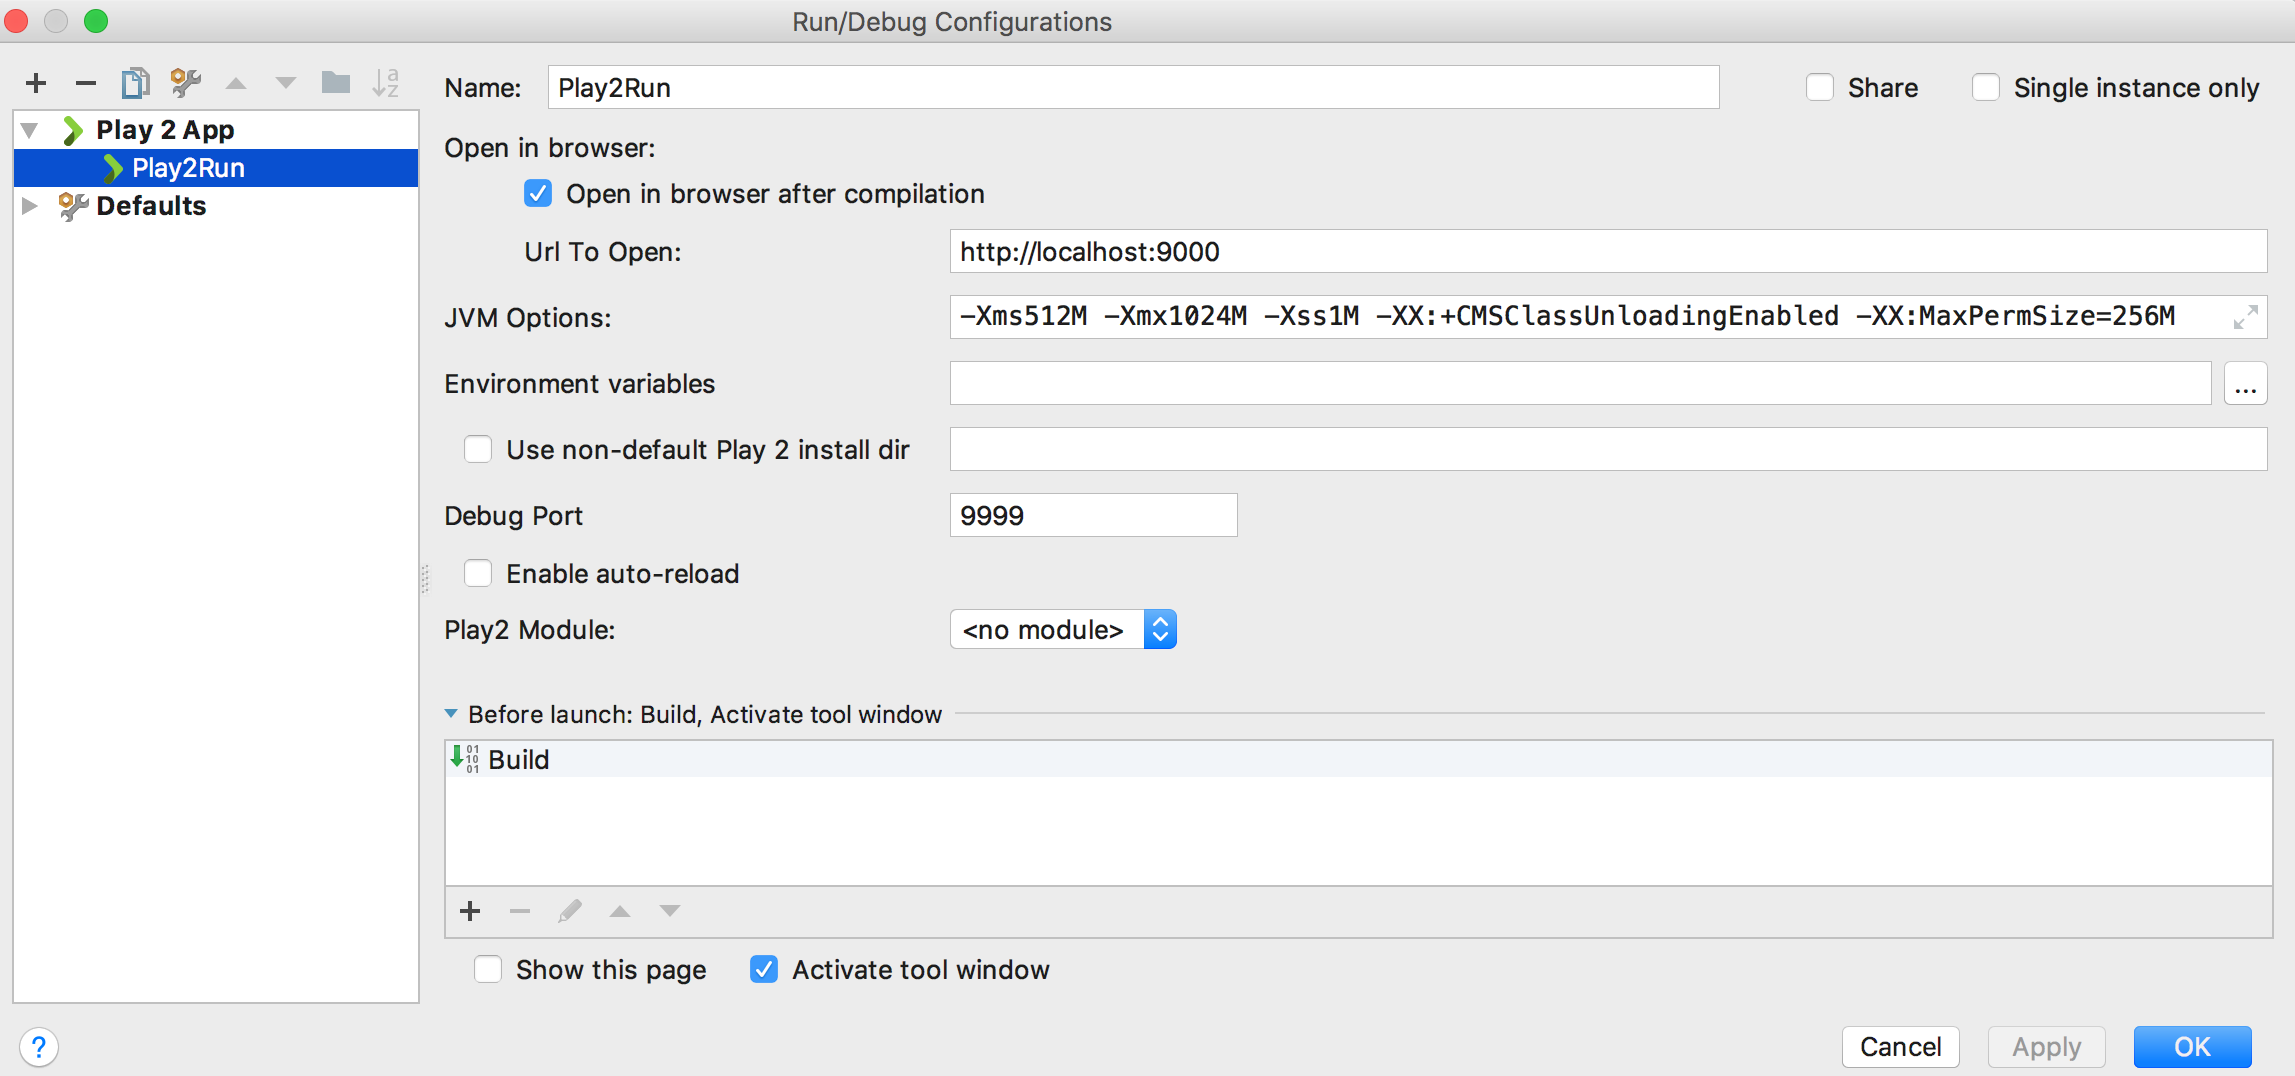 Run/Debug Configurations
Name: Play2Run Share Single instance only
Play 2 App
Play2Run
Defaults
Open in browser:
Open in browser after compilation
Url To Open: http://localhost:9000
JVM Options: -Xms512M -Xmx1024M -Xss1M -XX:+CMSClassUnloadingEnabled -XX:MaxPermSize=256M
Environment variables ...
Use non-default Play 2 install dir
Debug Port 9999
Enable auto-reload
Play2 Module: <no module>
Before launch: Build, Activate tool window
Build
Show this page Activate tool window
? Cancel Apply OK